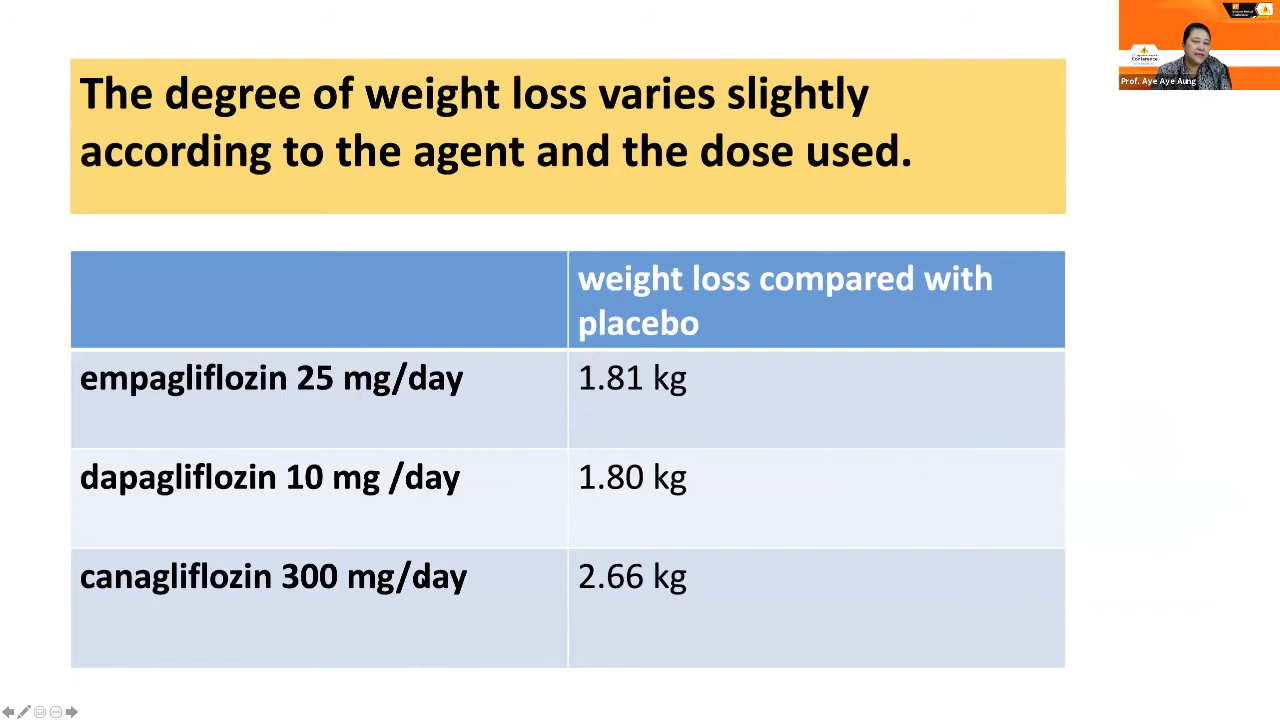 The degree of weight loss varies slightly
according to the agent and the dose used.
weight loss compared with
placebo
empagliflozin 25 mg/day
1.81 kg
dapagliflozin 10 mg /day
1.80 kg
canagliflozin 300 mg/day
2.66 kg
Conference
Prof. Aye Aye Aung